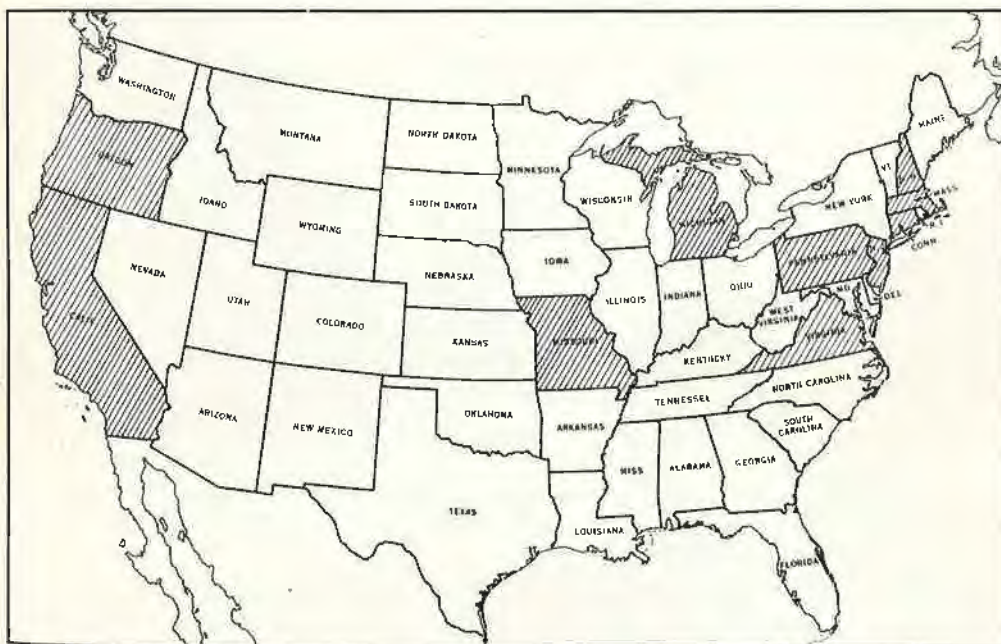 WASHINGTON
MONTANA
NORTH DAKOTA
MINNESOTA
MAINE
OREGON
IDAHO
WYOMING
SOUTH DAKOTA
WISCONSIN
MICHIGAN
NEW YORK
VT
MASS
R.I.
CONN.
NEVADA
UTAH
COLORADO
NEBRASKA
IOWA
ILLINOIS
INDIANA
OHIO
PENNSYLVANIA
MD
DEL
CALIF
KANSAS
MISSOURI
WEST
VIRGINIA
VIRGINIA
KENTUCKY
ARIZONA
NEW MEXICO
OKLAHOMA
ARKANSAS
TENNESSEE
NORTH CAROLINA
SOUTH
CAROLINA
TEXAS
LOUISIANA
MISS
ALABAMA
GEORGIA
FLORIDA